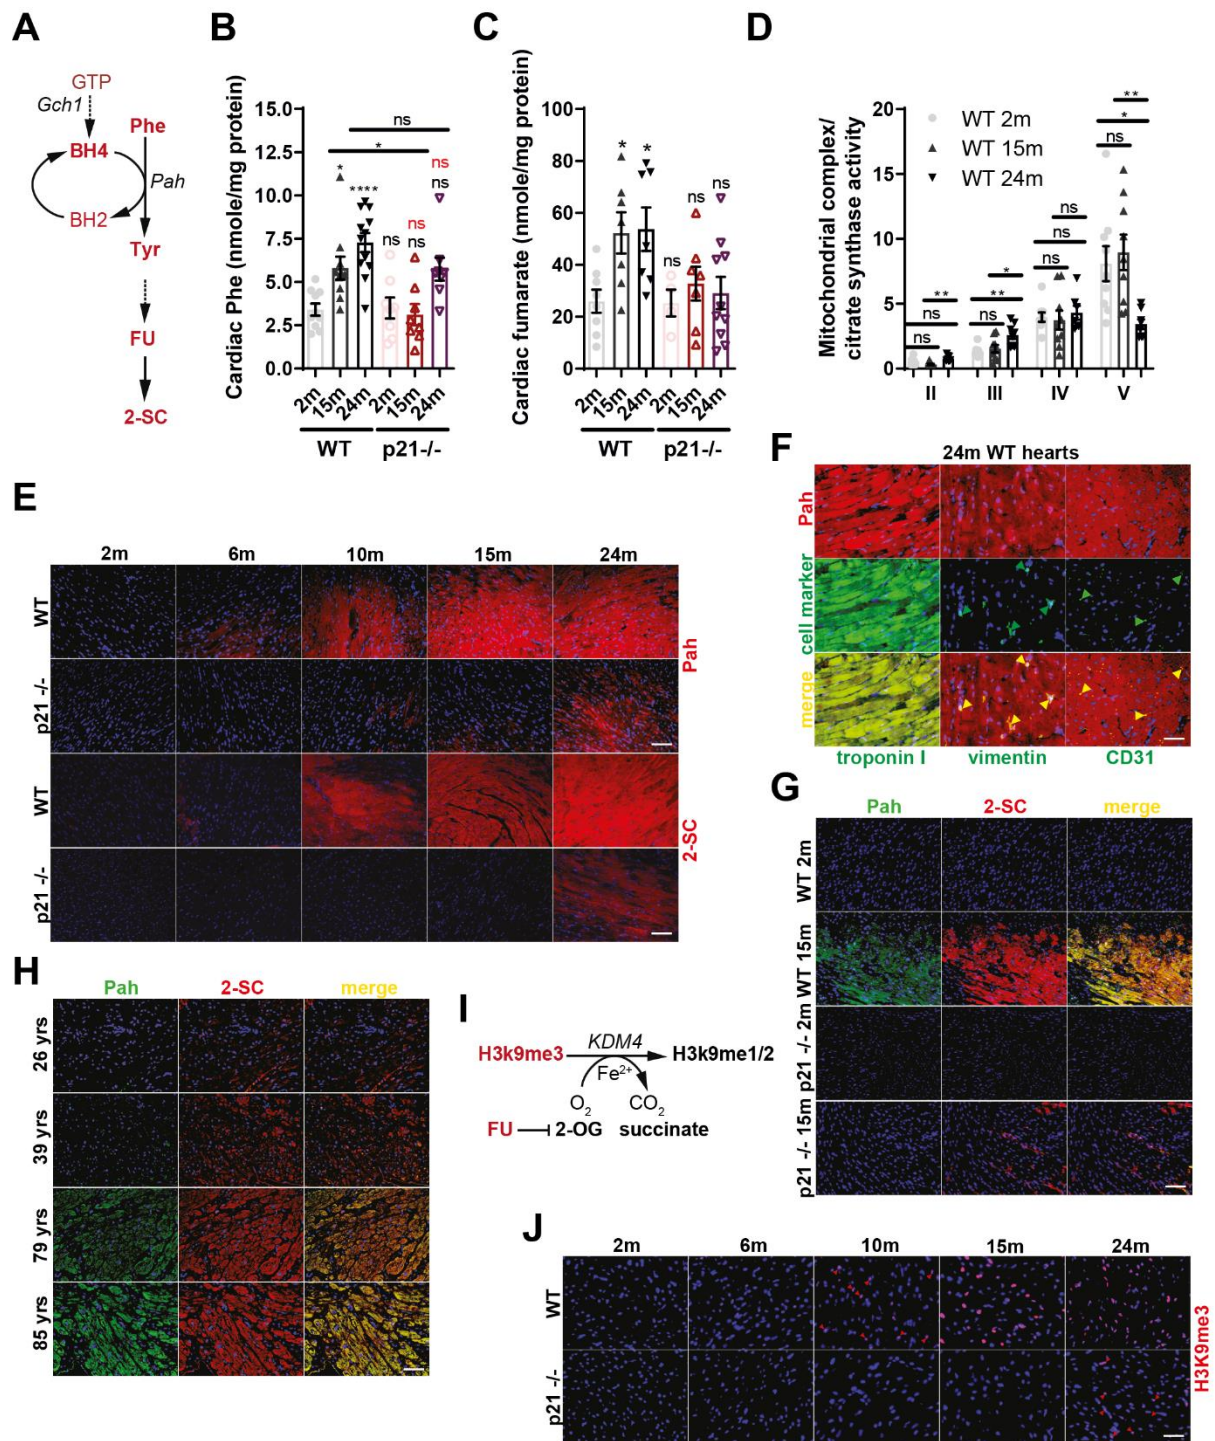 A
GTP
Gch1
Phe
BH4
Pah
BH2
Tyr
FU
2-SC
B
Cardiac Phe (nmole/mg protein)
15.0
12.5
10.0
7.5
5.0
2.5
0.0
ns
*
ns
* **** ns ns ns ns
2m 15m 24m 2m 15m 24m
WT p21-/-
C
Cardiac fumarate (nmole/mg protein)
100
80
60
40
20
0
* * ns ns ns
2m 15m 24m 2m 15m 24m
WT p21-/-
D
Mitochondrial complex/
citrate synthase activity
20
15
10
5
0
WT 2m
WT 15m
WT 24m
**
*
ns
ns
ns
ns
*
**
ns
**
ns
ns
II III IV V
E
2m 6m 10m 15m 24m
WT
p21 -/-
Pah
WT
p21 -/-
2-SC
F
24m WT hearts
Pah
cell marker
merge
troponin I vimentin CD31
G
Pah 2-SC merge
WT 2m
WT 15m
p21 -/- 2m
p21 -/- 15m
H
Pah 2-SC merge
26 yrs
39 yrs
79 yrs
85 yrs
I
KDM4
H3k9me3 H3k9me1/2
Fe2+
O2 CO2
FU 2-OG succinate
J
2m 6m 10m 15m 24m
WT
p21 -/-
H3K9me3